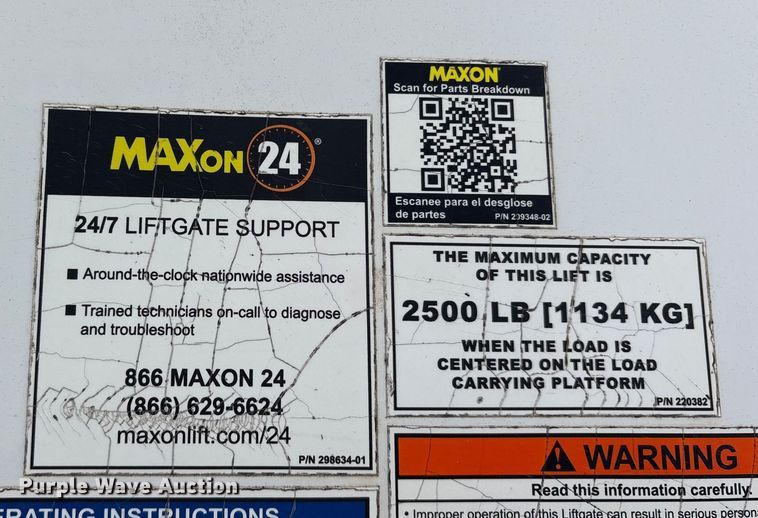 MAXON 24®
24/7 LIFTGATE SUPPORT
■ Around-the-clock nationwide assistance
■ Trained technicians on-call to diagnose
and troubleshoot
866 MAXON 24
(866) 629-6624
maxonlift.com/24
P/N 298634-01
MAXON®
Scan for Parts Breakdown
Escanee para el desglose
de partes
P/N 299348-02
THE MAXIMUM CAPACITY
OF THIS LIFT IS
2500 LB [1134 KG]
WHEN THE LOAD IS
CENTERED ON THE LOAD
CARRYING PLATFORM
P/N 220382
WARNING
Read this information carefully.
• Improper operation of this Liftgate can result in serious
Purple Wave Auction
INSTRUCTIONS